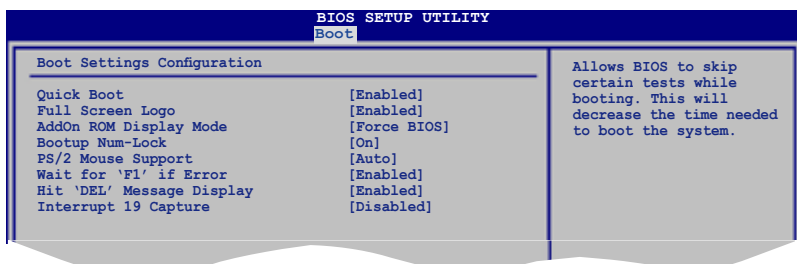 BIOS SETUP UTILITY
Boot
Boot Settings Configuration
Quick Boot [Enabled]
Full Screen Logo [Enabled]
AddOn ROM Display Mode [Force BIOS]
Bootup Num-Lock [On]
PS/2 Mouse Support [Auto]
Wait for ‘F1’ if Error [Enabled]
Hit ‘DEL’ Message Display [Enabled]
Interrupt 19 Capture [Disabled]
Allows BIOS to skip
certain tests while
booting. This will
decrease the time needed
to boot the system.